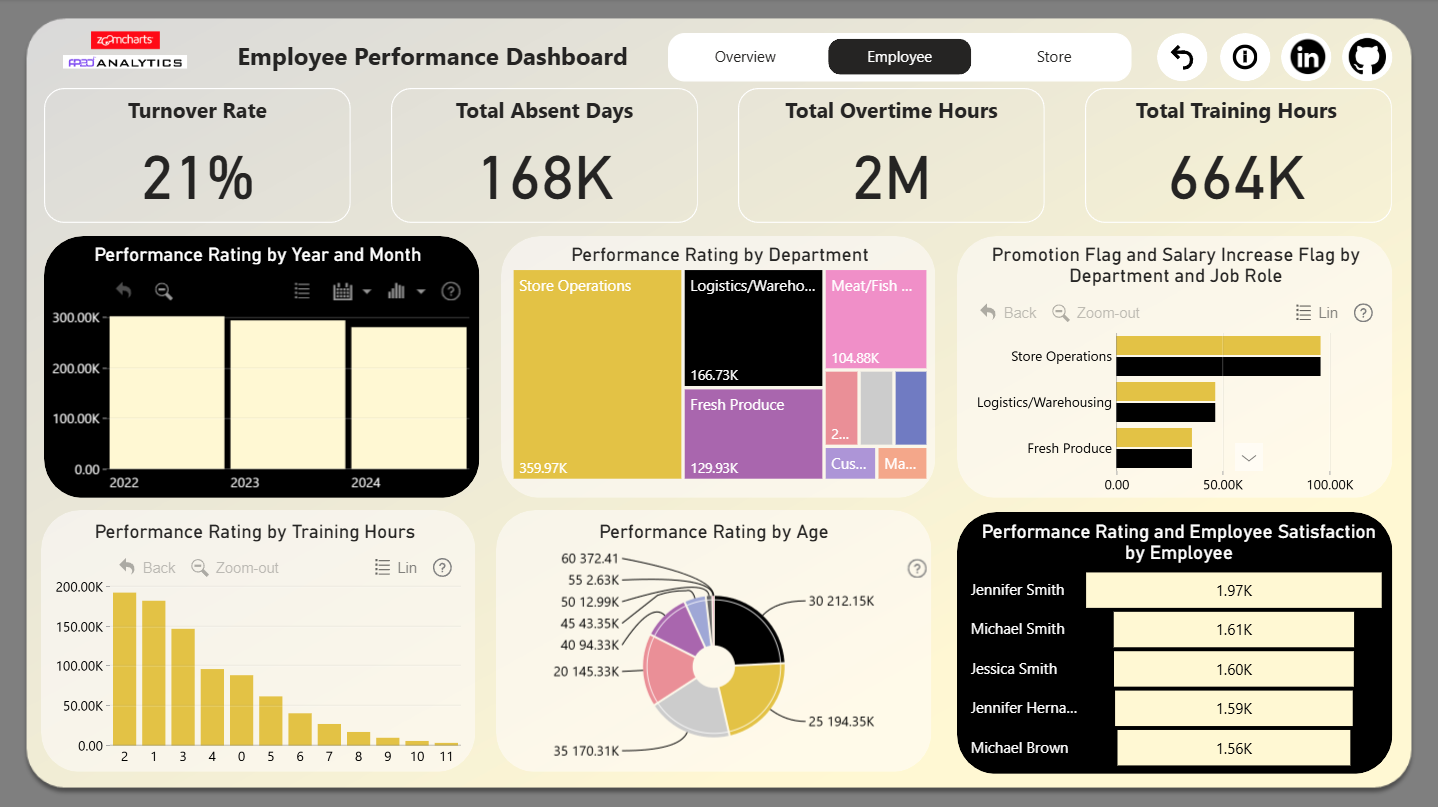 zoomcharts
ANALYTICS
Employee Performance Dashboard
Overview
Employee
Store
Turnover Rate
21%
Total Absent Days
168K
Total Overtime Hours
2M
Total Training Hours
664K
Performance Rating by Year and Month
300.00K
200.00K
100.00K
0.00
2022
2023
2024
Performance Rating by Department
Store Operations
359.97K
Logistics/Wareho...
166.73K
Fresh Produce
129.93K
Meat/Fish ...
104.88K
2...
Cus...
Ma...
Promotion Flag and Salary Increase Flag by
Department and Job Role
Back
Zoom-out
Lin
Store Operations
Logistics/Warehousing
Fresh Produce
0.00
50.00K
100.00K
Performance Rating by Training Hours
Back
Zoom-out
Lin
200.00K
150.00K
100.00K
50.00K
0.00
2 1 3 4 0 5 6 7 8 9 10 11
Performance Rating by Age
60 372.41
55 2.63K
50 12.99K
45 43.35K
40 94.33K
20 145.33K
35 170.31K
30 212.15K
25 194.35K
Performance Rating and Employee Satisfaction
by Employee
Jennifer Smith 1.97K
Michael Smith 1.61K
Jessica Smith 1.60K
Jennifer Herna... 1.59K
Michael Brown 1.56K